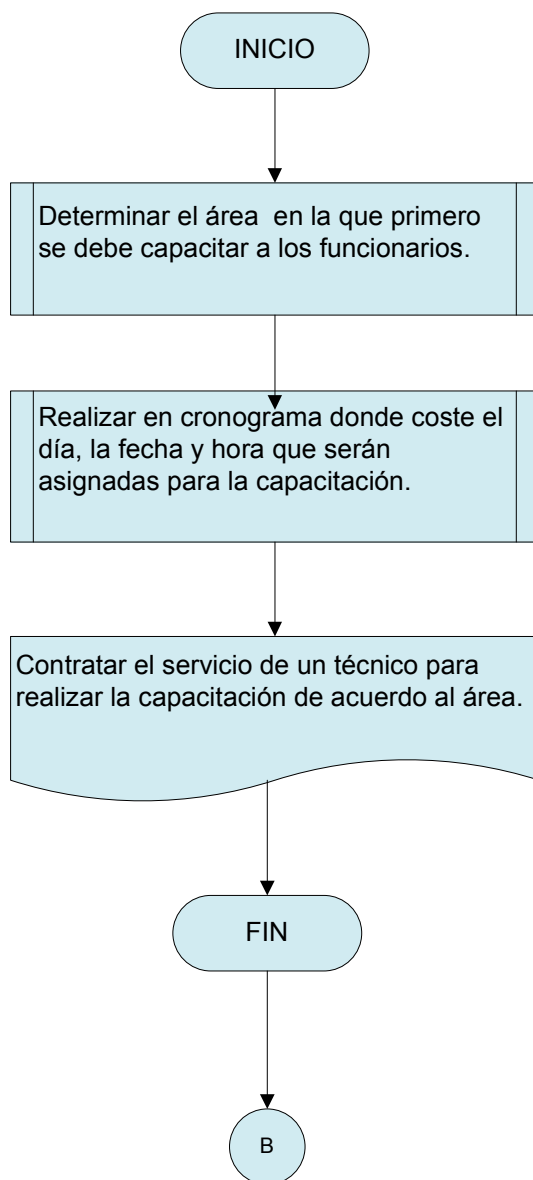 INICIO
Determinar el área en la que primero
se debe capacitar a los funcionarios.
Realizar en cronograma donde coste el
día, la fecha y hora que serán
asignadas para la capacitación.
Contratar el servicio de un técnico para
realizar la capacitación de acuerdo al área.
FIN
B